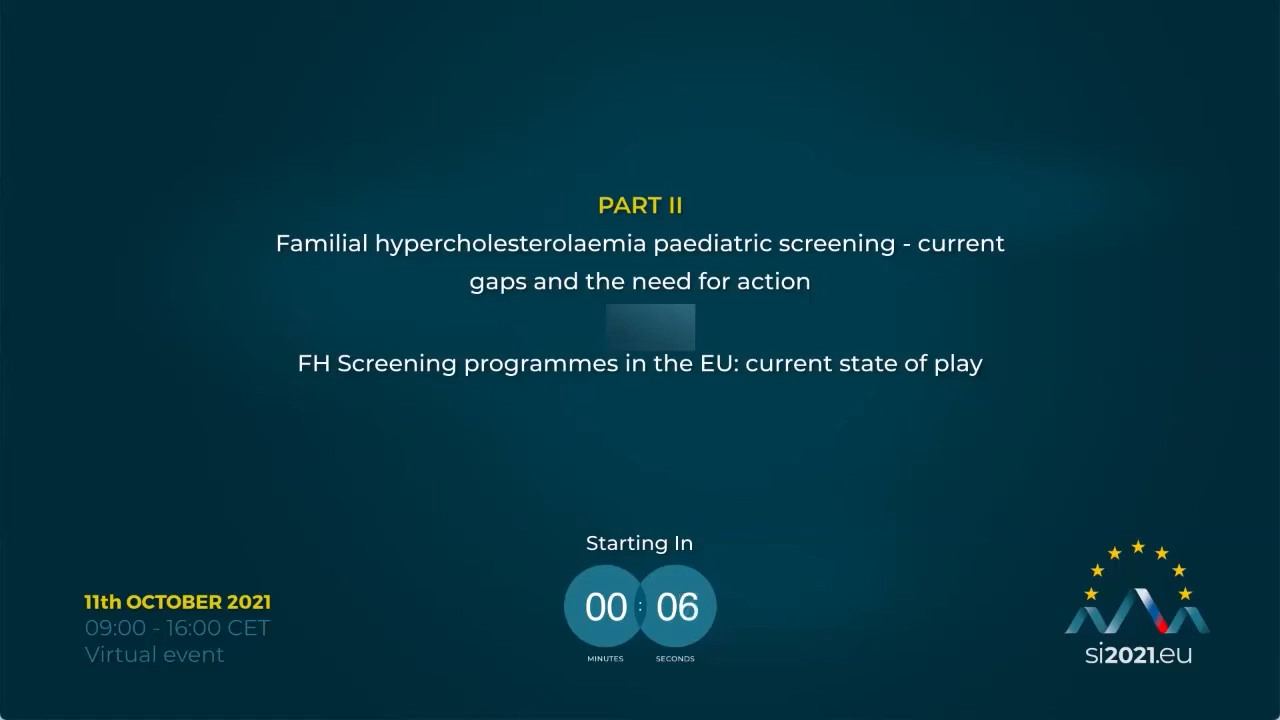 PART II
Familial hypercholesterolaemia paediatric screening - current
gaps and the need for action
FH Screening programmes in the EU: current state of play
Starting In
00 : 06
MINUTES SECONDS
11th OCTOBER 2021
09:00 - 16:00 CET
Virtual event
si2021.eu